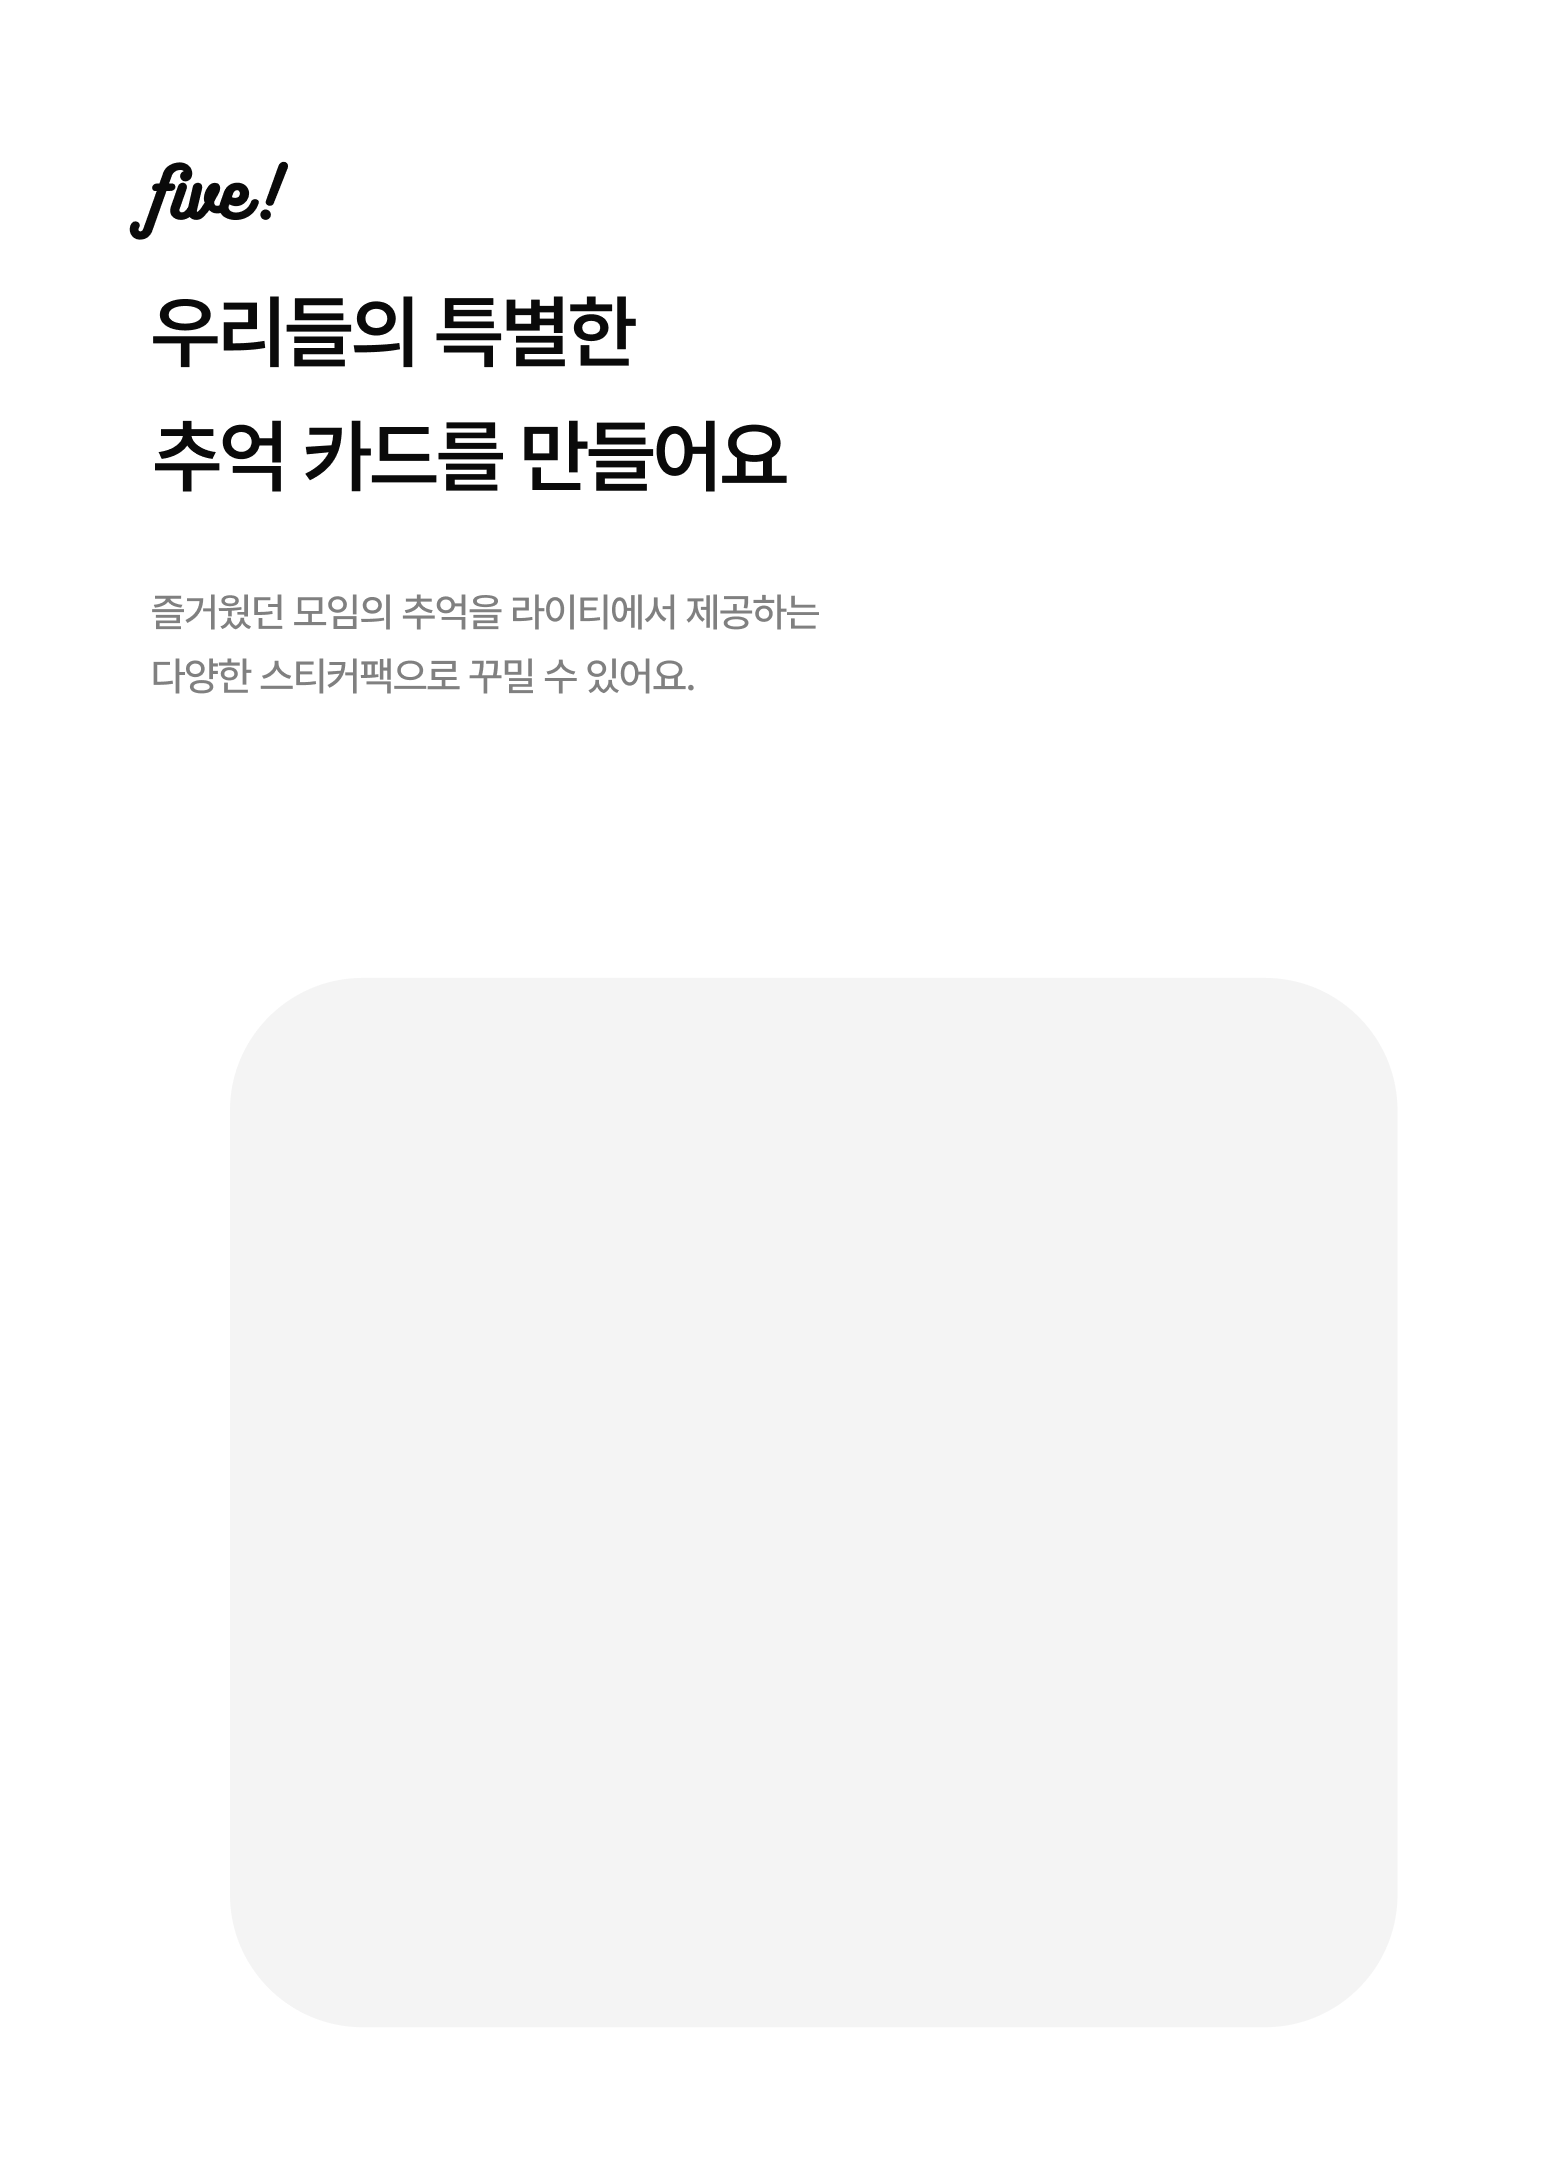 five!
우리들의 특별한
추억 카드를 만들어요
즐거웠던 모임의 추억을 라이티에서 제공하는
다양한 스티커팩으로 꾸밀 수 있어요.